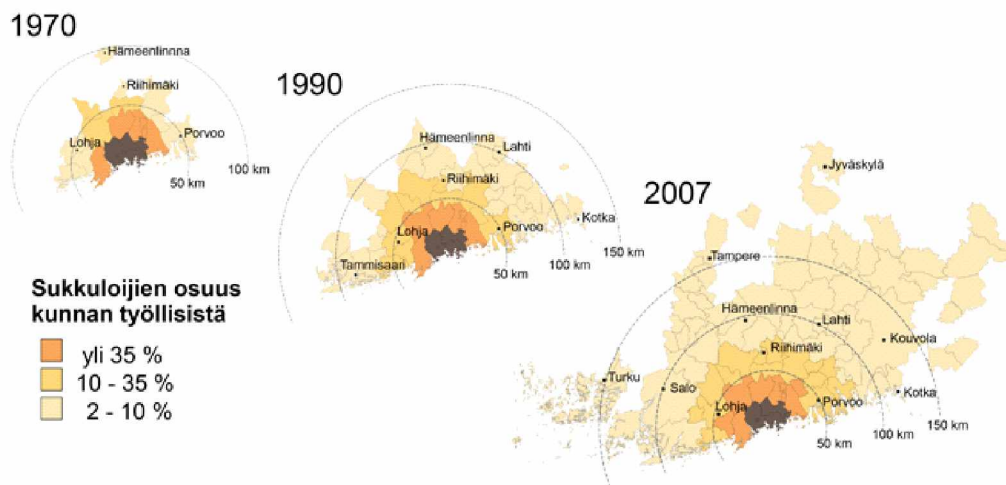 1970
Hämeenlinnna
Riihimäki
Lohja
Porvoo
50 km
100 km
1990
Hämeenlinna
Lahti
Riihimäki
Lohja
Porvoo
Kotka
Tammisaari
50 km
100 km
150 km
2007
Jyväskylä
Tampere
Hämeenlinna
Lahti
Kouvola
Riihimäki
Turku
Salo
Lohja
Porvoo
Kotka
50 km
100 km
150 km
Sukkuloijien osuus
kunnan työllisistä
yli 35 %
10 - 35 %
2 - 10 %